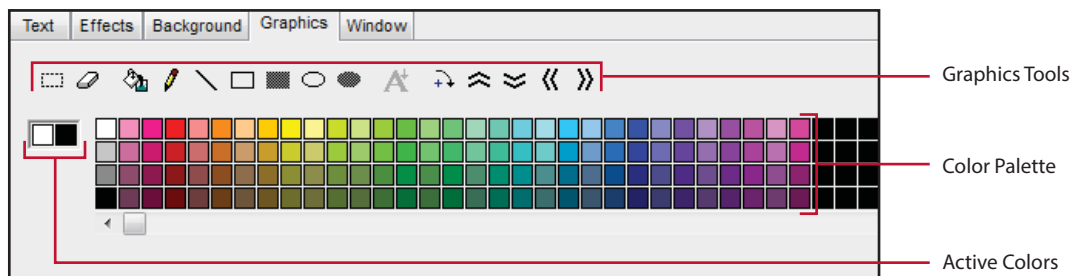 Text Effects Background Graphics Window
A
Graphics Tools
Color Palette
Active Colors